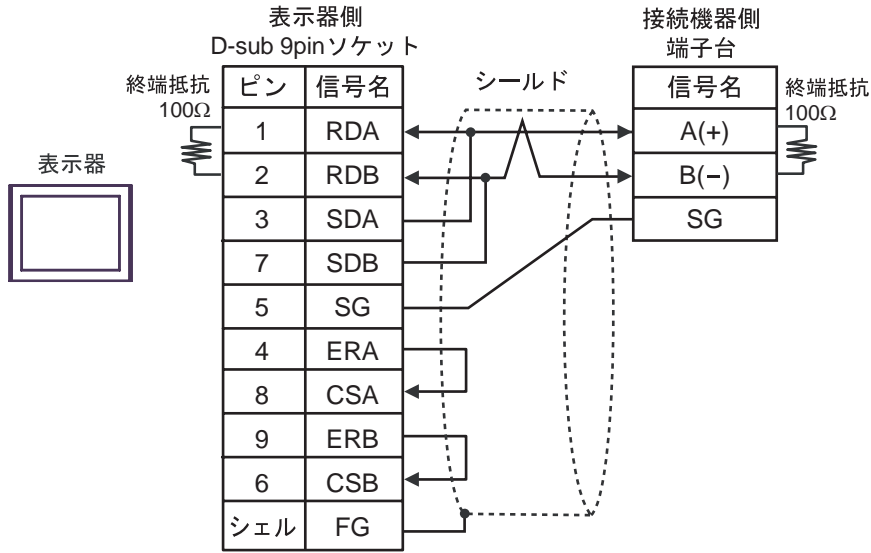 表示器側
D-sub 9pinソケット
接続機器側
端子台
終端抵抗
100Ω
ピン 信号名
シールド
信号名
終端抵抗
100Ω
1 RDA
A(+)
2 RDB
B(−)
表示器
3 SDA
SG
7 SDB
5 SG
4 ERA
8 CSA
9 ERB
6 CSB
シェル FG